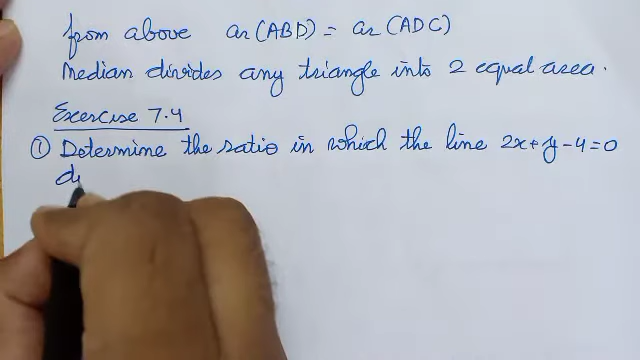 from above ar (ABD) = ar (ADC)
Median divides any triangle into 2 equal area.
Exercise 7.4
① Determine the ratio in which the line 2x+y-4=0
di